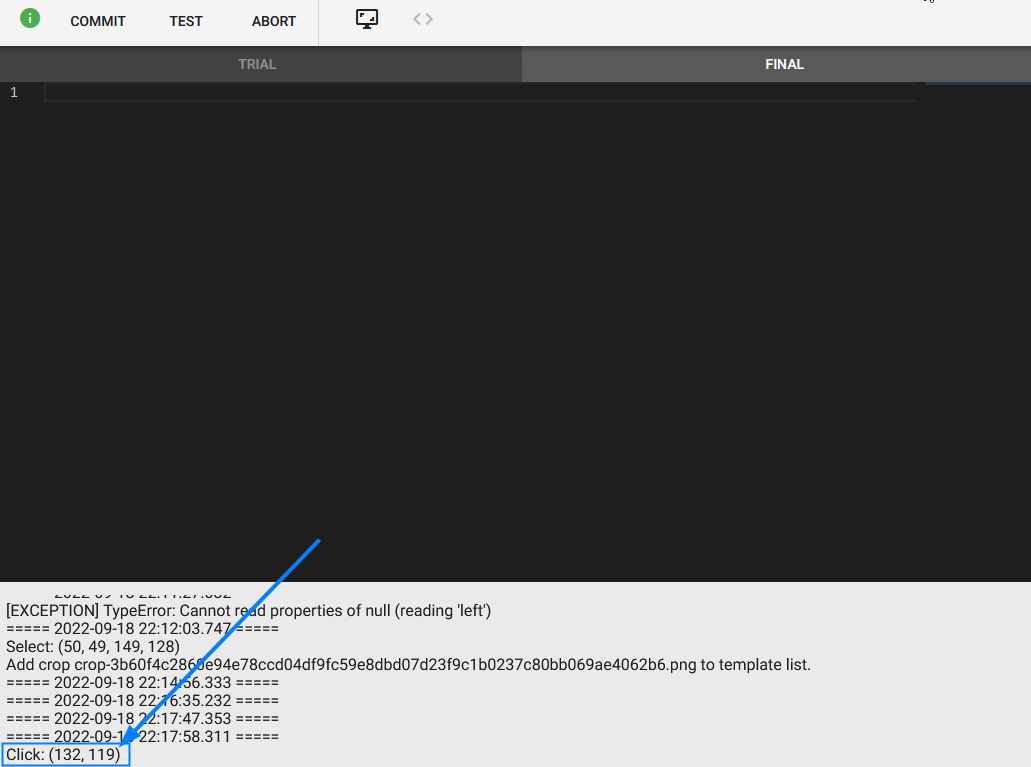 COMMIT TEST ABORT
TRIAL FINAL
1
[EXCEPTION] TypeError: Cannot read properties of null (reading 'left')
===== 2022-09-18 22:12:03.747 =====
Select: (50, 49, 149, 128)
Add crop crop-3b60f4c2860e94e78ccd04df9fc59e8dbd07d23f9c1b0237c80bb069ae4062b6.png to template list.
===== 2022-09-18 22:14:56.333 =====
===== 2022-09-18 22:16:35.232 =====
===== 2022-09-18 22:17:47.353 =====
===== 2022-09-18 22:17:58.311 =====
Click: (132, 119)